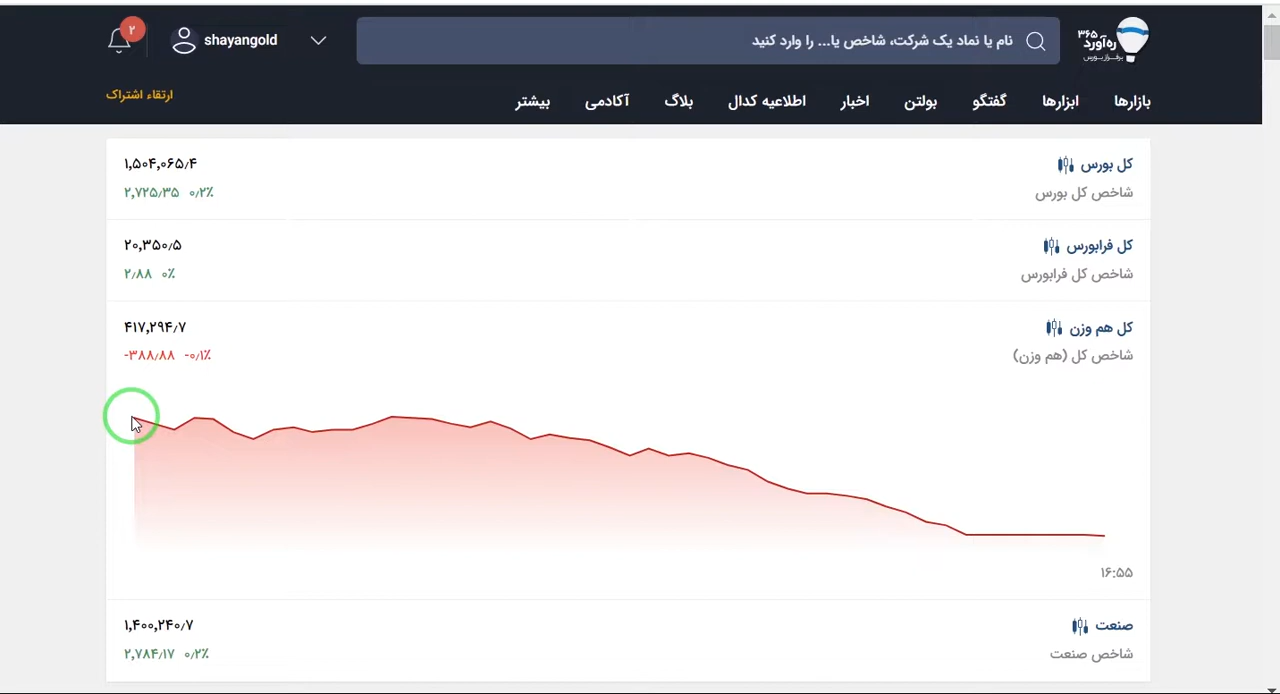 ۳۶۵
ره‌آورد
برفراز بورس
نام یا نماد یک شرکت، شاخص یا... را وارد کنید
shayangold
۲
بازارها
ابزارها
گفتگو
بولتن
اخبار
اطلاعیه کدال
بلاگ
آکادمی
بیشتر
ارتقاء اشتراک
کل بورس
۱,۵۰۴,۰۶۵٫۴
شاخص کل بورس
۲,۷۲۵٫۳۵ ۰٫۲٪
کل فرابورس
۲۰,۳۵۰٫۵
شاخص کل فرابورس
۲٫۸۸ ۰٪
کل هم وزن
۴۱۷,۲۹۴٫۷
شاخص کل (هم وزن)
-۳۸۸٫۸۸ -۰٫۱٪
۱۶:۵۵
صنعت
۱,۴۰۰,۲۴۰٫۷
شاخص صنعت
۲,۷۸۴٫۱۷ ۰٫۲٪